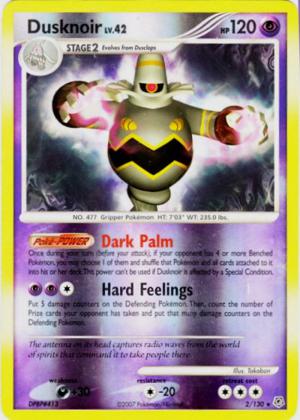 Dusknoir LV.42 HP 120
STAGE 2 Evolves from Dusclops
NO. 477 Gripper Pokémon HT: 7'03" WT: 235.0 lbs.
POKé-POWER Dark Palm
Once during your turn (before your attack), if your opponent has 4 or more Benched
Pokémon, you may choose 1 of them and shuffle that Pokémon and all cards attached to it
into his or her deck. This power can't be used if Dusknoir is affected by a Special Condition.
Hard Feelings
Put 5 damage counters on the Defending Pokémon. Then, count the number of
Prize cards your opponent has taken and put that many damage counters on the
Defending Pokémon.
The antenna on its head captures radio waves from the world
of spirits that command it to take people there.
Illus. Takabon
weakness resistance retreat cost
+30 -20
DPBP#413 ©2007 Pokémon 2/130